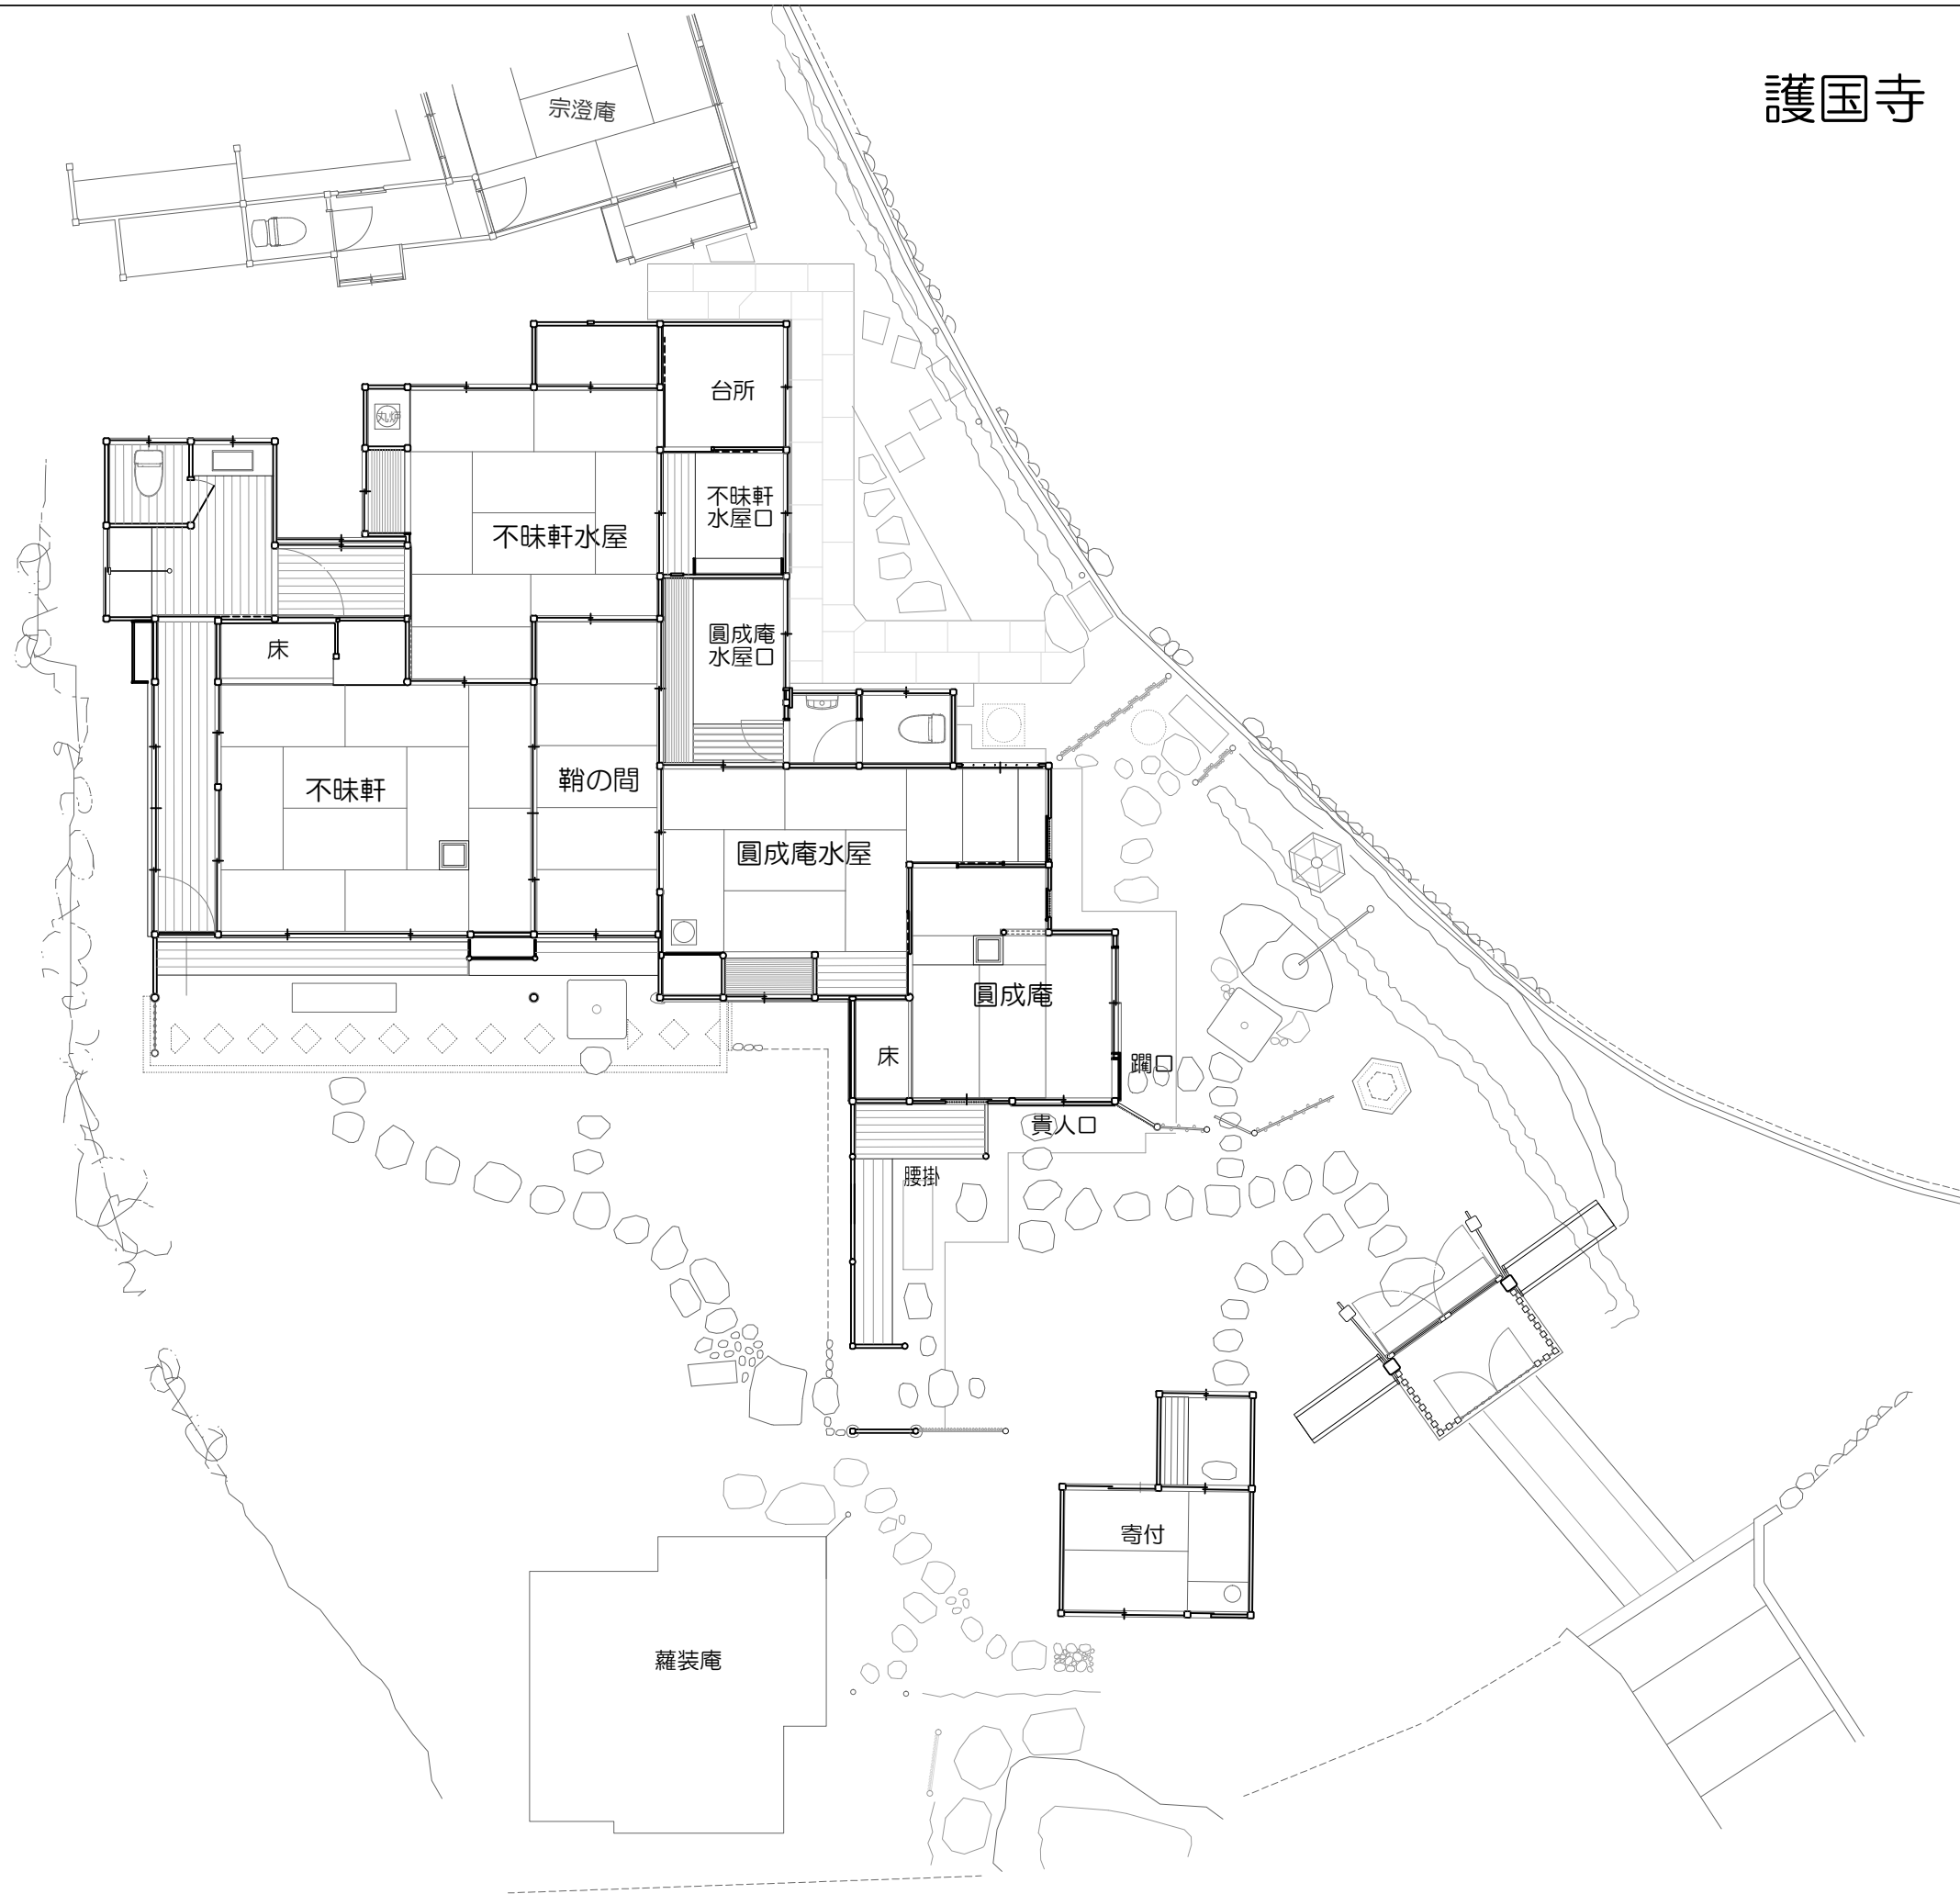 護国寺
宗澄庵
台所
丸炉
不昧軒
水屋口
不昧軒水屋
圓成庵
水屋口
床
不昧軒
鞘の間
圓成庵水屋
圓成庵
床
躙口
貴人口
腰掛
寄付
蘿装庵